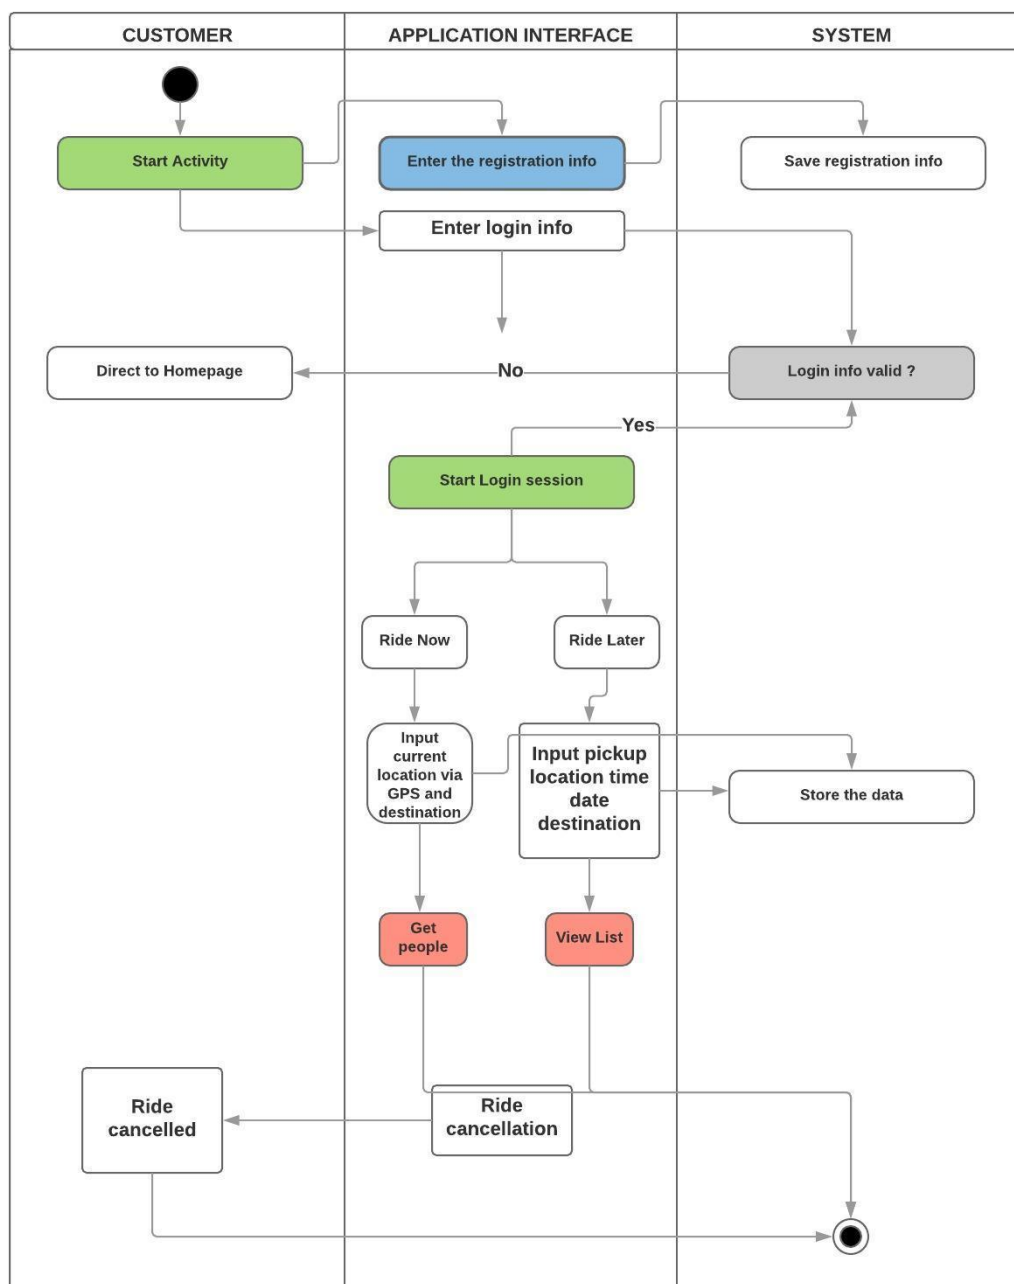 CUSTOMER
APPLICATION INTERFACE
SYSTEM
Start Activity
Enter the registration info
Save registration info
Enter login info
Direct to Homepage
No
Login info valid ?
Yes
Start Login session
Ride Now
Ride Later
Input
current
location via
GPS and
destination
Input pickup
location time
date
destination
Store the data
Get
people
View List
Ride
cancelled
Ride
cancellation